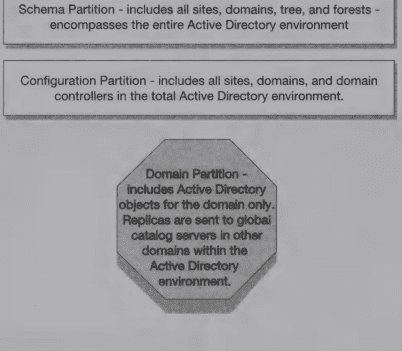 Schema Partition - includes all sites, domains, tree, and forests -
encompasses the entire Active Directory environment
Configuration Partition - includes all sites, domains, and domain
controllers in the total Active Directory environment.
Domain Partition -
includes Active Directory
objects for the domain only.
Replicas are sent to global
catalog servers in other
domains within the
Active Directory
environment.